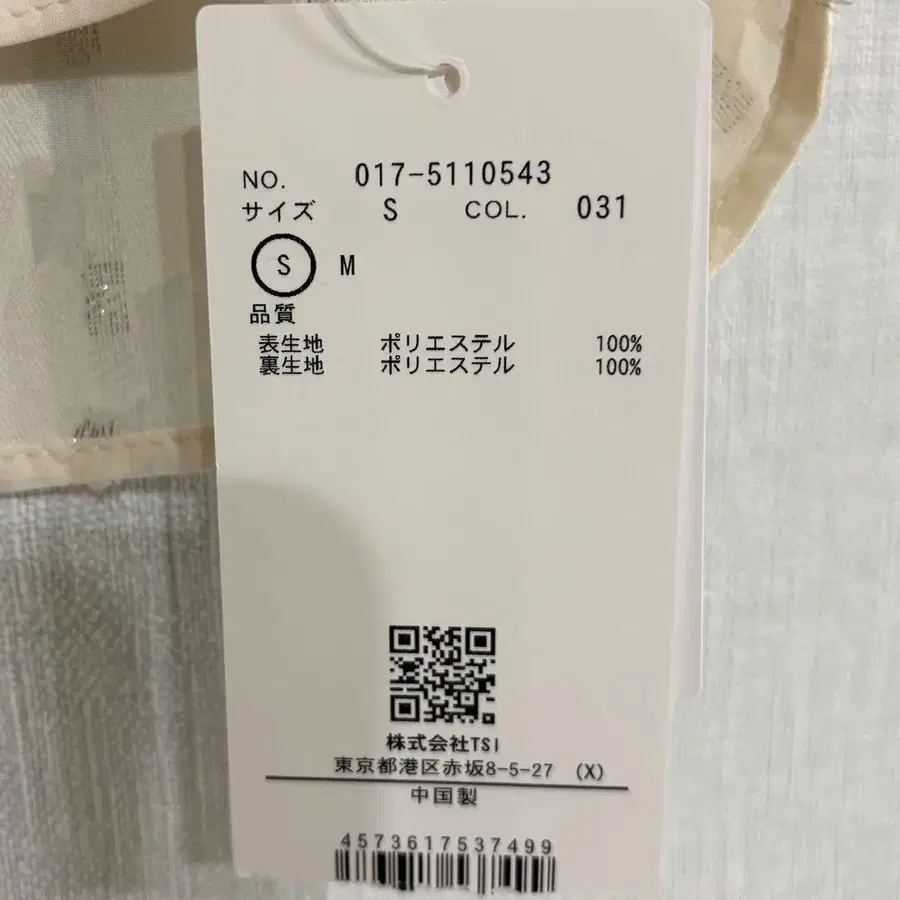 NO. 017-5110543
サイズ S COL. 031
S M
品質
表生地 ポリエステル 100%
裏生地 ポリエステル 100%
株式会社TSI
東京都港区赤坂8-5-27 (X)
中国製
4573617537499